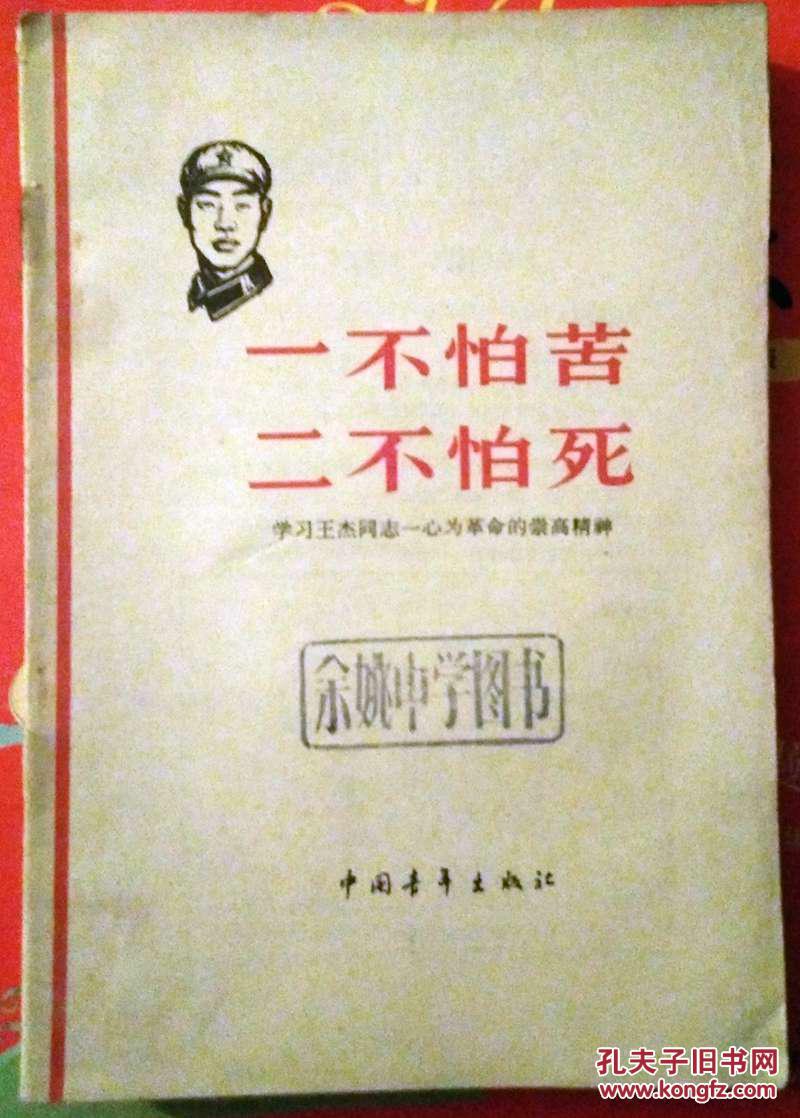 一不怕苦
二不怕死
学习王杰同志一心为革命的崇高精神
余姚中学图书
中国青年出版社
孔夫子旧书网
www.kongfz.com